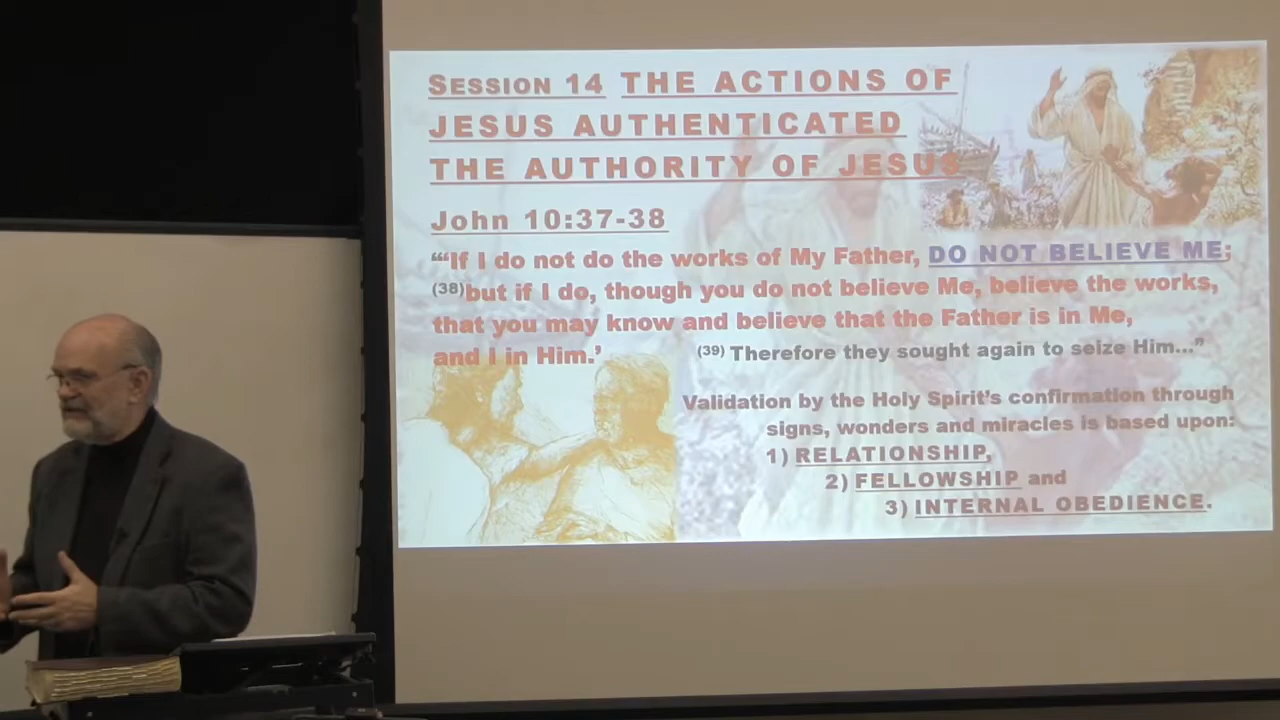 SESSION 14 THE ACTIONS OF
JESUS AUTHENTICATED
THE AUTHORITY OF JESUS
John 10:37-38
"'If I do not do the works of My Father, DO NOT BELIEVE ME;
(38)but if I do, though you do not believe Me, believe the works,
that you may know and believe that the Father is in Me,
and I in Him.' (39) Therefore they sought again to seize Him..."
Validation by the Holy Spirit's confirmation through
signs, wonders and miracles is based upon:
1) RELATIONSHIP,
2) FELLOWSHIP and
3) INTERNAL OBEDIENCE.